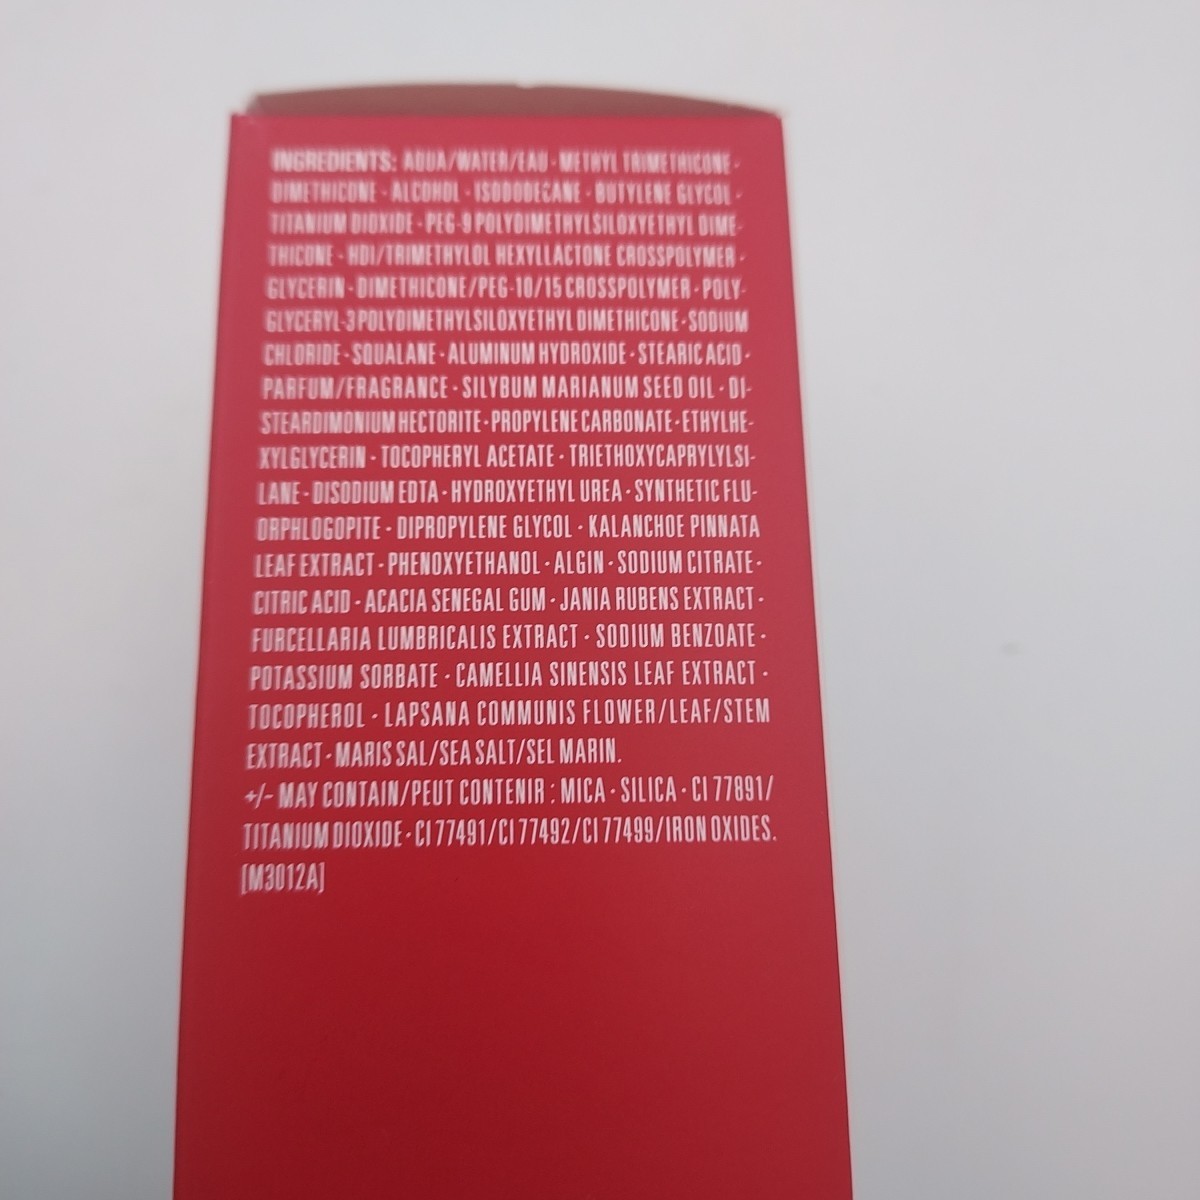 INGREDIENTS: AQUA/WATER/EAU · METHYL TRIMETHICONE ·
DIMETHICONE · ALCOHOL · ISODODECANE · BUTYLENE GLYCOL ·
TITANIUM DIOXIDE · PEG-9 POLYDIMETHYLSILOXYETHYL DIME-
THICONE · HDI/TRIMETHYLOL HEXYLLACTONE CROSSPOLYMER ·
GLYCERIN · DIMETHICONE/PEG-10/15 CROSSPOLYMER · POLY-
GLYCERYL-3 POLYDIMETHYLSILOXYETHYL DIMETHICONE · SODIUM
CHLORIDE · SQUALANE · ALUMINUM HYDROXIDE · STEARIC ACID ·
PARFUM/FRAGRANCE · SILYBUM MARIANUM SEED OIL · DI-
STEARDIMONIUM HECTORITE · PROPYLENE CARBONATE · ETHYLHE-
XYLGLYCERIN · TOCOPHERYL ACETATE · TRIETHOXYCAPRYLYLSI-
LANE · DISODIUM EDTA · HYDROXYETHYL UREA · SYNTHETIC FLU-
ORPHLOGOPITE · DIPROPYLENE GLYCOL · KALANCHOE PINNATA
LEAF EXTRACT · PHENOXYETHANOL · ALGIN · SODIUM CITRATE ·
CITRIC ACID · ACACIA SENEGAL GUM · JANIA RUBENS EXTRACT ·
FURCELLARIA LUMBRICALIS EXTRACT · SODIUM BENZOATE ·
POTASSIUM SORBATE · CAMELLIA SINENSIS LEAF EXTRACT ·
TOCOPHEROL · LAPSANA COMMUNIS FLOWER/LEAF/STEM
EXTRACT · MARIS SAL/SEA SALT/SEL MARIN.
+/- MAY CONTAIN/PEUT CONTENIR : MICA · SILICA · CI 77891/
TITANIUM DIOXIDE · CI 77491/CI 77492/CI 77499/IRON OXIDES.
[M3012A]